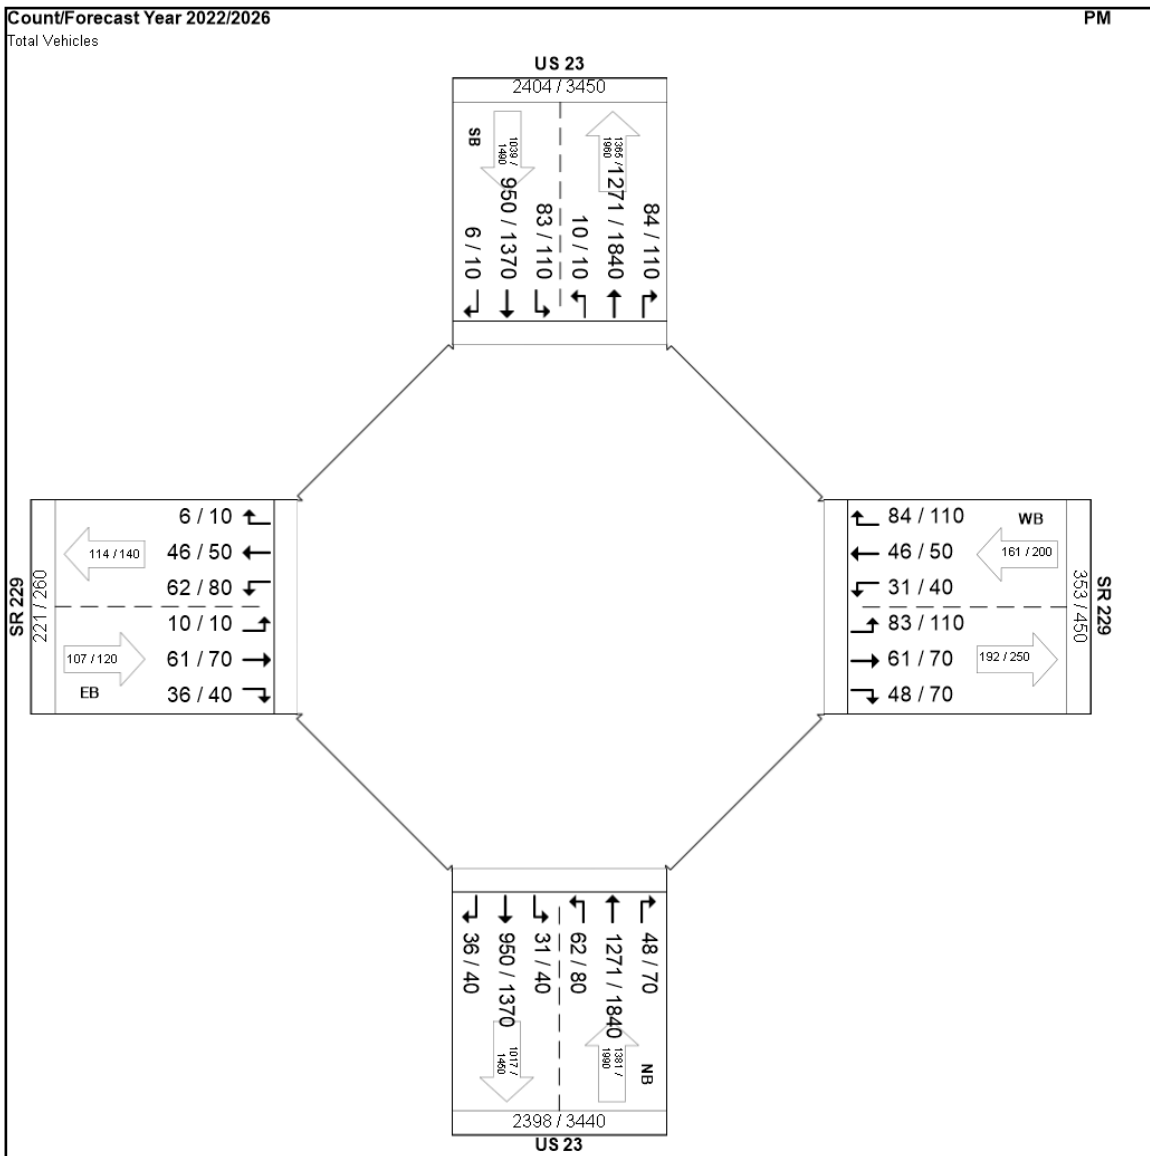 Count/Forecast Year 2022/2026
PM
Total Vehicles
US 23
2404 / 3450
SB
1039 /
1490
950 / 1370
6 / 10
83 / 110
10 / 10
1365 /
1960
1271 / 1840
84 / 110
SR 229
221 / 260
114 / 140
6 / 10
46 / 50
62 / 80
10 / 10
107 / 120
61 / 70
EB
36 / 40
84 / 110
WB
46 / 50
161 / 200
31 / 40
83 / 110
61 / 70
192 / 250
48 / 70
353 / 450
SR 229
36 / 40
950 / 1370
31 / 40
62 / 80
1271 / 1840
48 / 70
1017 /
1450
1381 /
1990
NB
2398 / 3440
US 23